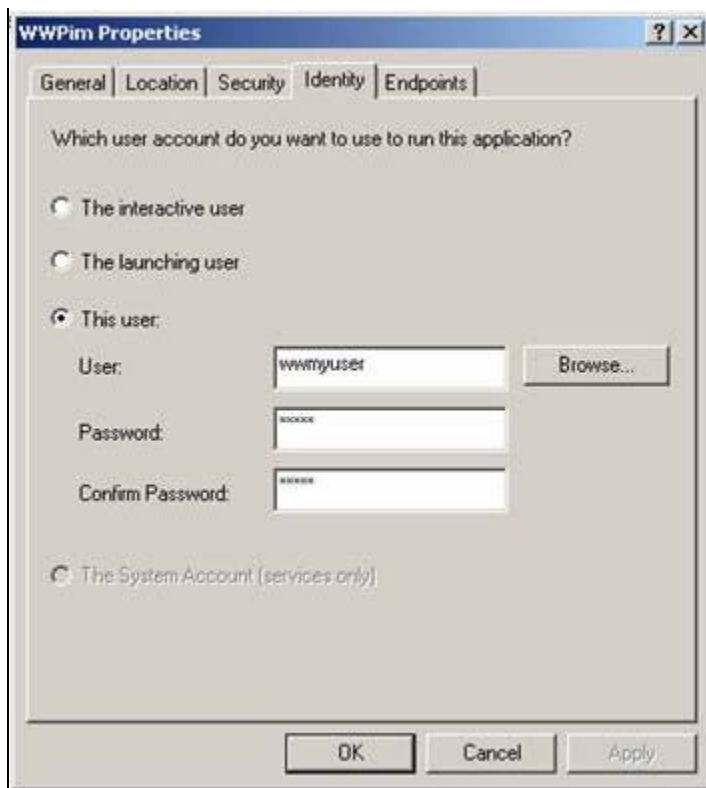 WWPim Properties
General Location Security Identity Endpoints
Which user account do you want to use to run this application?
The interactive user
The launching user
This user:
User: wwmyuser Browse...
Password: *****
Confirm Password: *****
The System Account (services only)
OK Cancel Apply